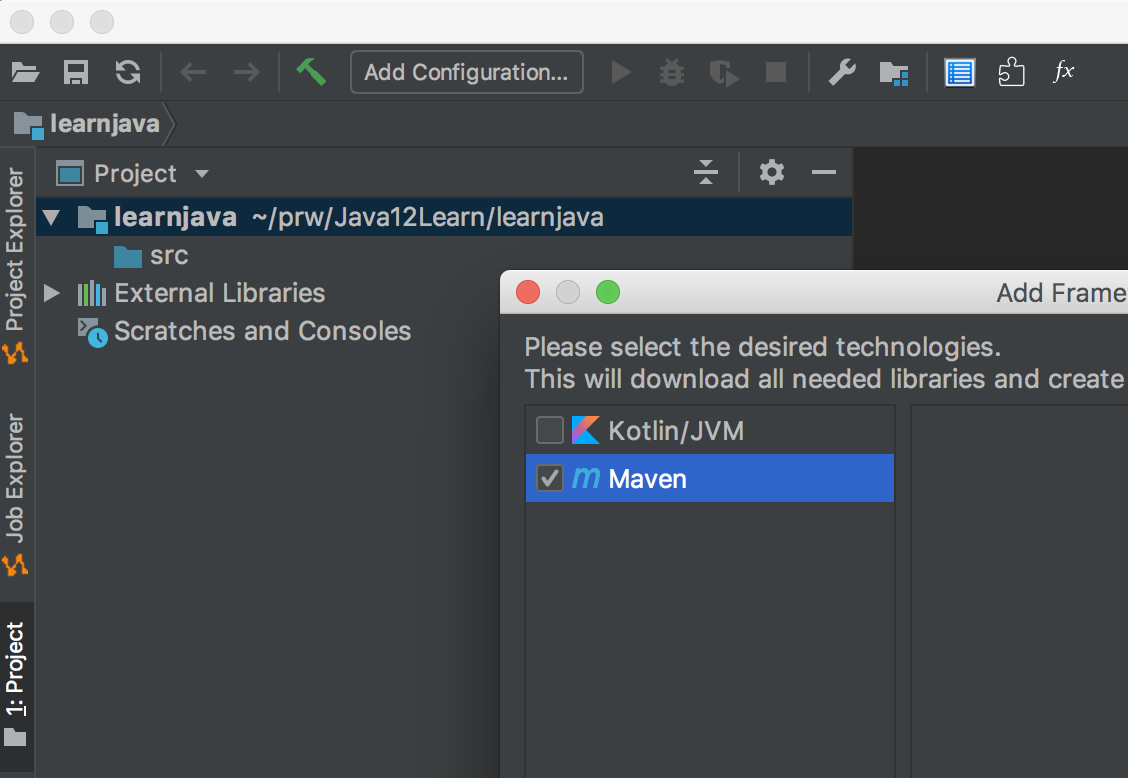 Add Configuration...
fx
learnjava
Project
learnjava ~/prw/Java12Learn/learnjava
src
External Libraries
Scratches and Consoles
Project Explorer
Job Explorer
1: Project
Add Frame
Please select the desired technologies.
This will download all needed libraries and create
Kotlin/JVM
m Maven